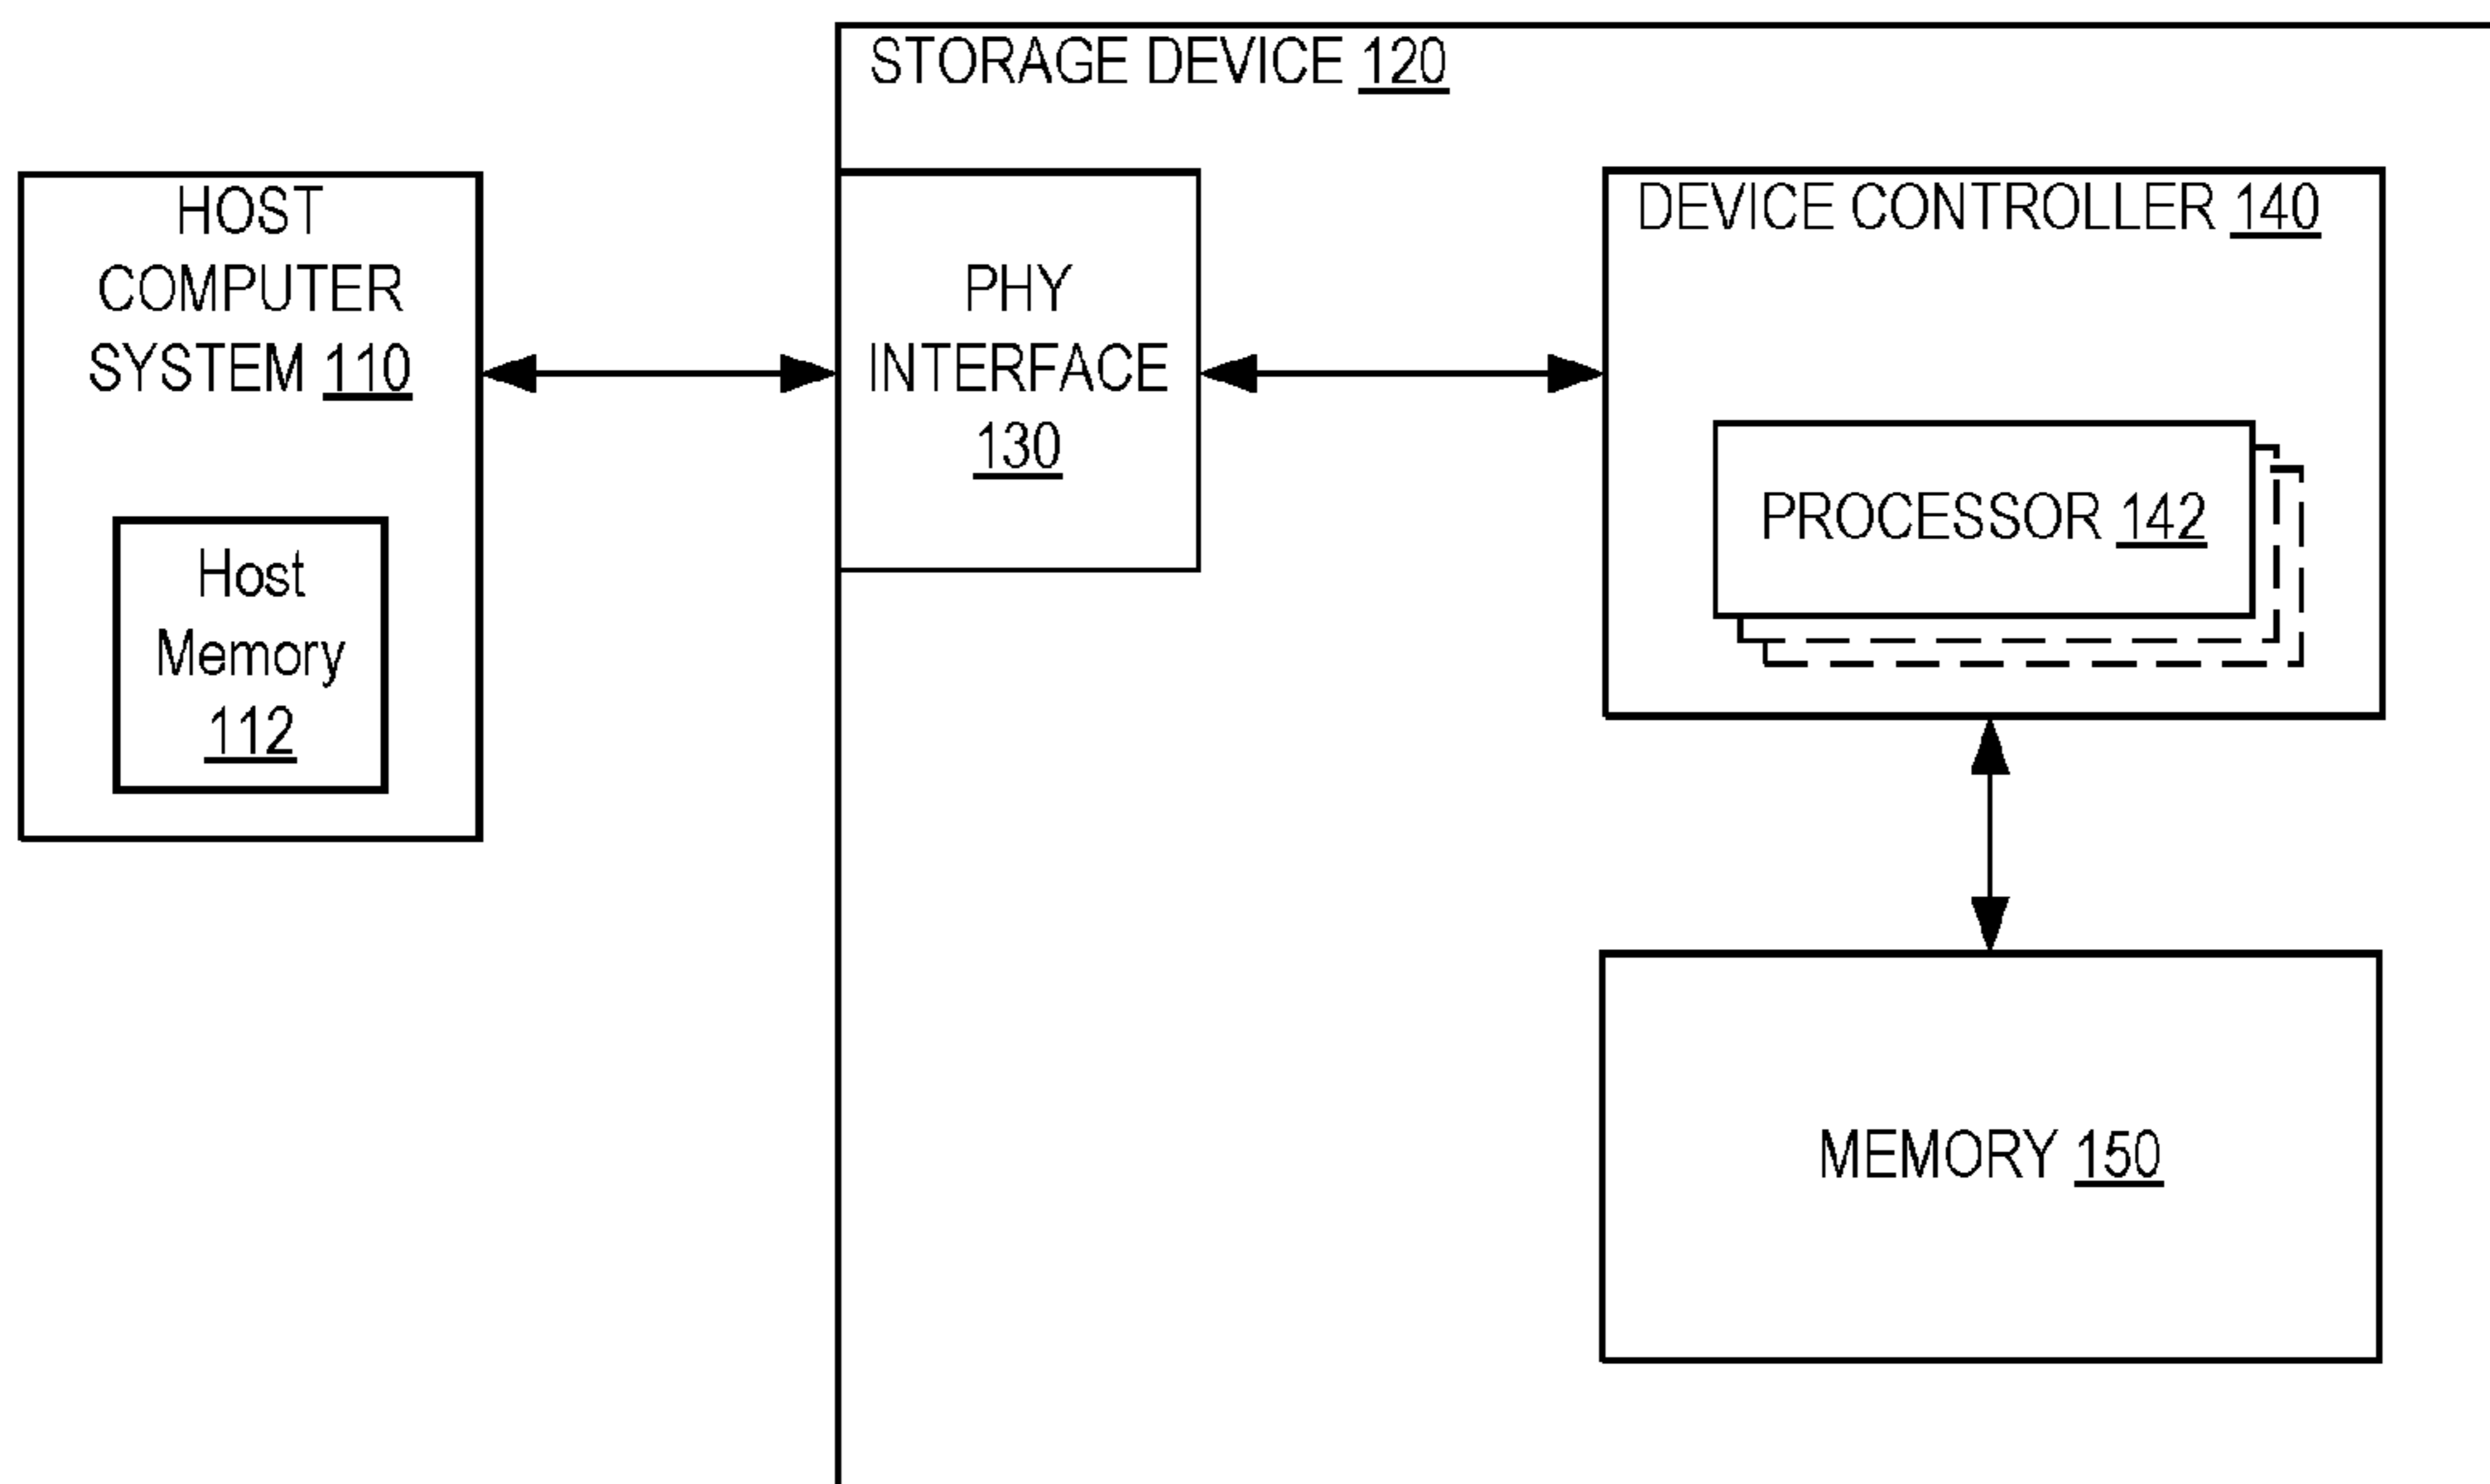 STORAGE DEVICE 120
HOST
COMPUTER
SYSTEM 110
Host
Memory
112
PHY
INTERFACE
130
DEVICE CONTROLLER 140
PROCESSOR 142
MEMORY 150